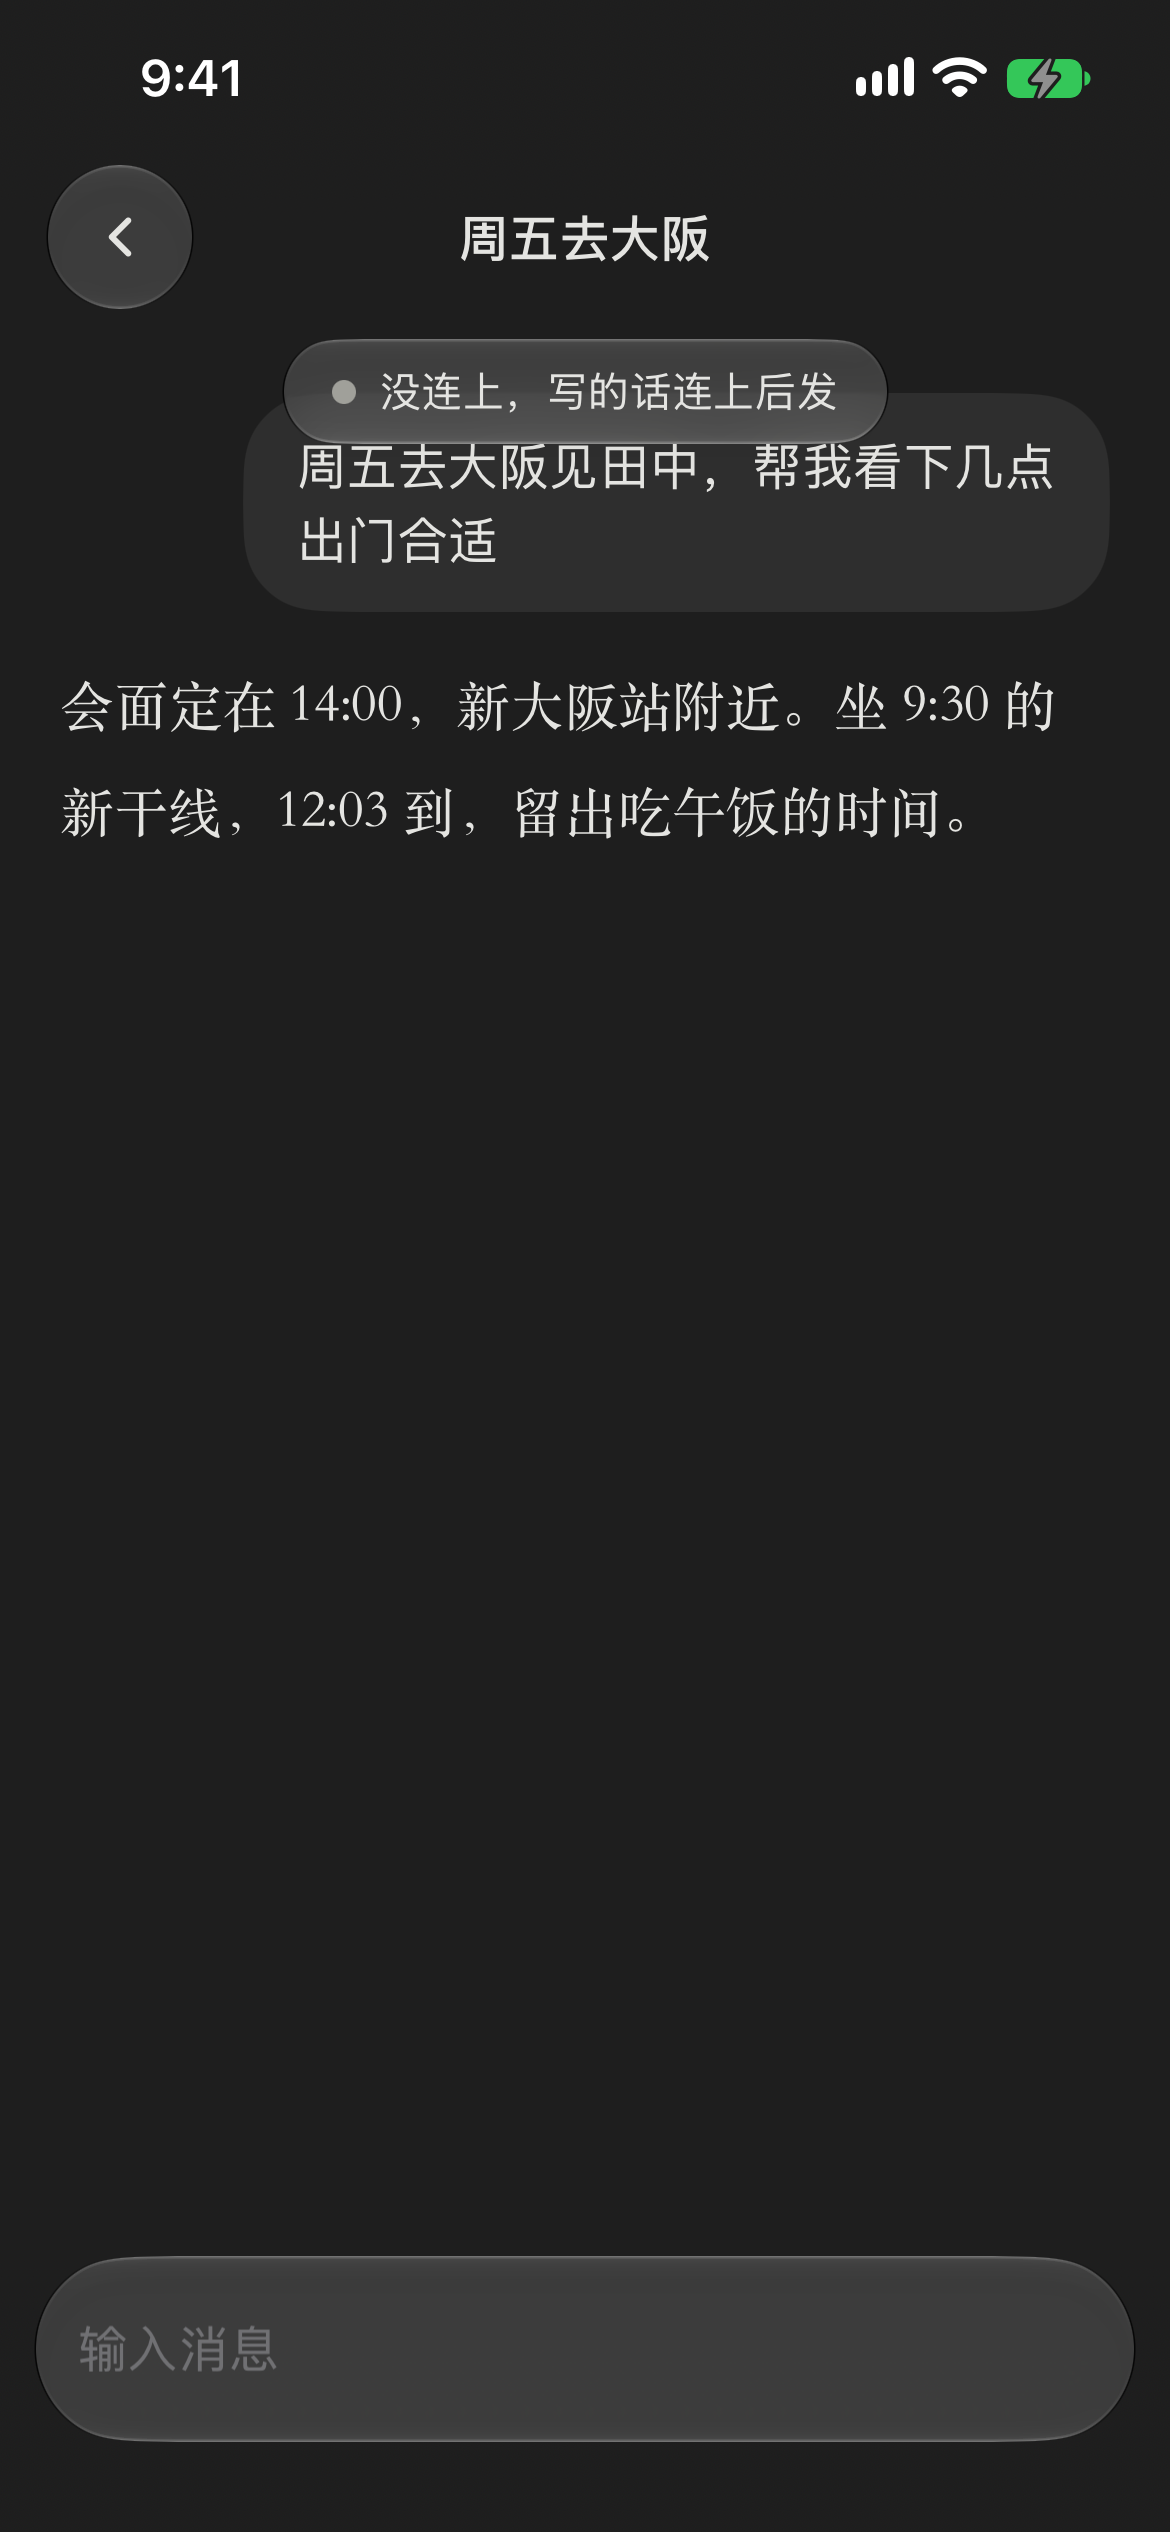 9:41
周五去大阪
没连上，写的话连上后发
周五去大阪见田中，帮我看下几点
出门合适
会面定在 14:00，新大阪站附近。坐 9:30 的
新干线，12:03 到，留出吃午饭的时间。
输入消息